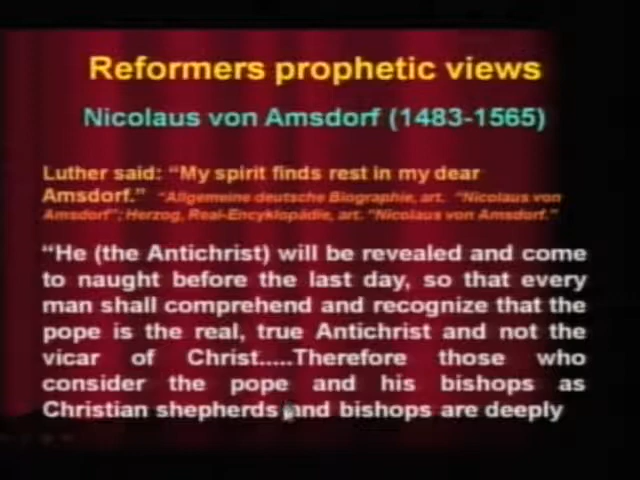 Reformers prophetic views
Nicolaus von Amsdorf (1483-1565)
Luther said: “My spirit finds rest in my dear
Amsdorf.” “Allgemeine deutsche Biographie, art. “Nicolaus von
Amsdorf”; Herzog, Real-Encyklopädie, art. “Nicolaus von Amsdorf.”
“He (the Antichrist) will be revealed and come
to naught before the last day, so that every
man shall comprehend and recognize that the
pope is the real, true Antichrist and not the
vicar of Christ.....Therefore those who
consider the pope and his bishops as
Christian shepherds and bishops are deeply